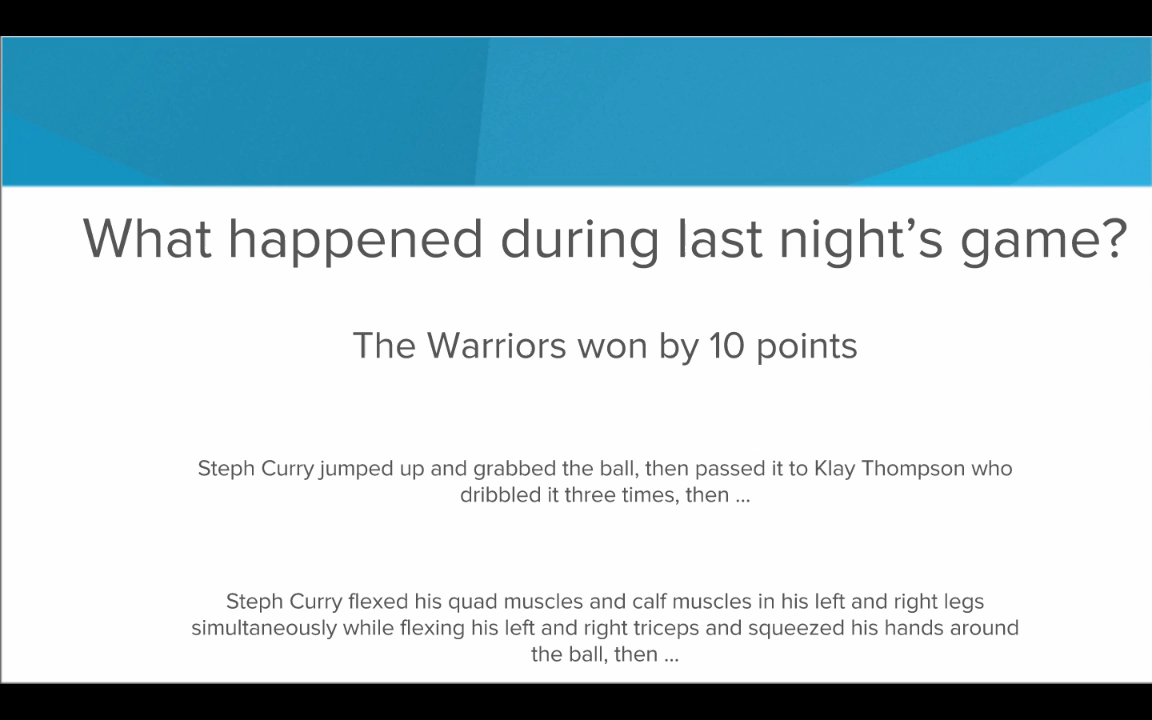 What happened during last night’s game?
The Warriors won by 10 points
Steph Curry jumped up and grabbed the ball, then passed it to Klay Thompson who
dribbled it three times, then ...
Steph Curry flexed his quad muscles and calf muscles in his left and right legs
simultaneously while flexing his left and right triceps and squeezed his hands around
the ball, then ...